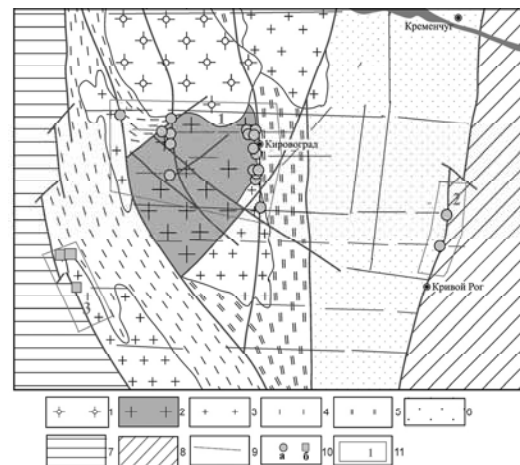 Кременчуг
1
Кировоград
2
Кривой Рог
3
1 2 3 4 5 6
7 8 9 а б 10 1 11